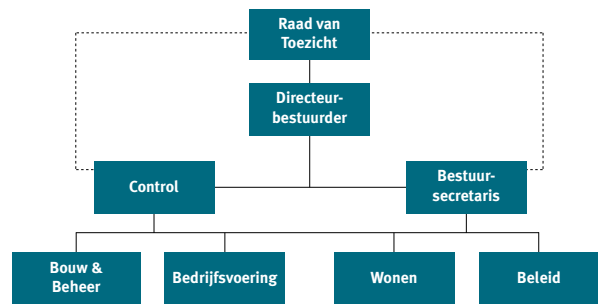 Raad van
Toezicht
Directeur-
bestuurder
Control
Bestuur-
secretaris
Bouw &
Beheer
Bedrijfsvoering
Wonen
Beleid